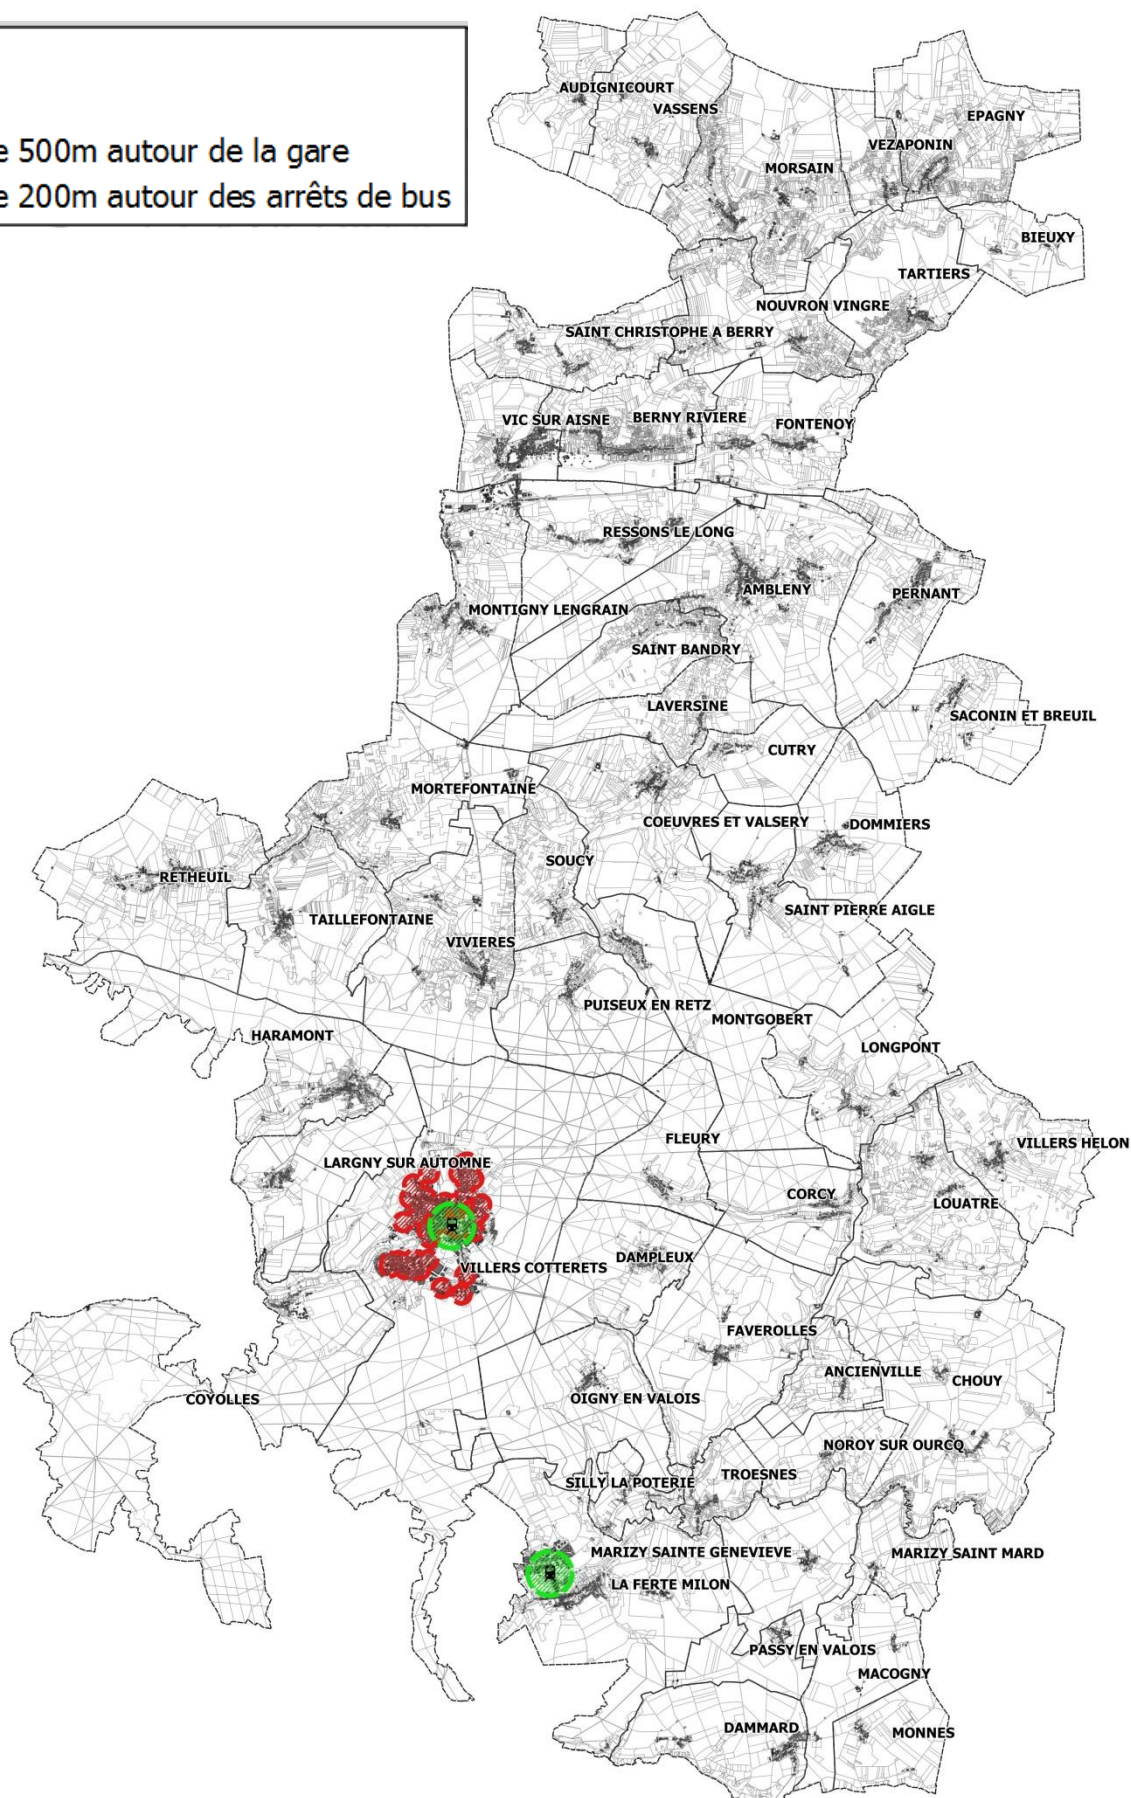 e 500m autour de la gare
e 200m autour des arrêts de bus
AUDIGNICOURT
VASSENS
EPAGNY
VEZAPONIN
MORSAIN
BIEUXY
TARTIERS
NOUVRON VINGRE
SAINT CHRISTOPHE A BERRY
VIC SUR AISNE
BERNY RIVIERE
FONTENOY
RESSONS LE LONG
AMBLENY
PERNANT
MONTIGNY LENGRAIN
SAINT BANDRY
LAVERSINE
SACONIN ET BREUIL
CUTRY
MORTEFONTAINE
COEUVRES ET VALSERY
DOMMIERS
SOUCY
RETHEUIL
TAILLEFONTAINE
SAINT PIERRE AIGLE
VIVIERES
PUISEUX EN RETZ
MONTGOBERT
HARAMONT
LONGPONT
FLEURY
VILLERS HELON
LARGNY SUR AUTOMNE
CORCY
LOUATRE
DAMPLEUX
VILLERS COTTERETS
FAVEROLLES
ANCIENVILLE
CHOUY
COYOLLES
OIGNY EN VALOIS
NOROY SUR OURCQ
TROESNES
SILLY LA POTERIE
MARIZY SAINTE GENEVIEVE
MARIZY SAINT MARD
LA FERTE MILON
PASSY EN VALOIS
MACOGNY
DAMMARD
MONNES